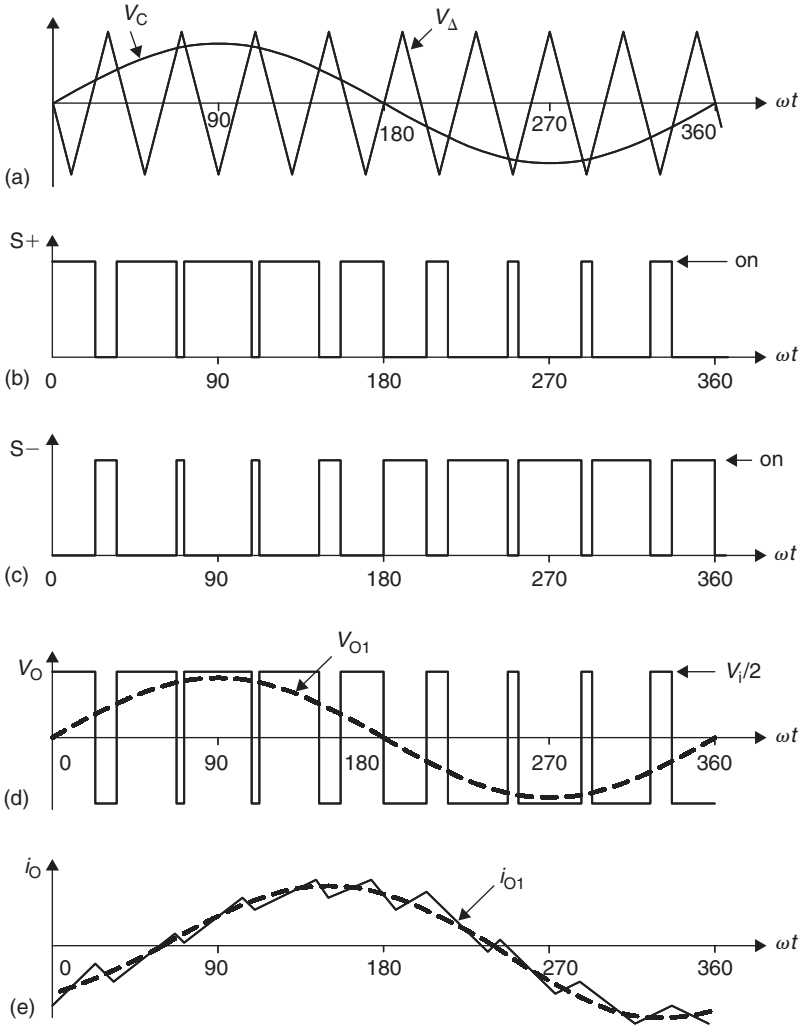 V_C
V_Δ
90
180
270
360
ωt
(a)
S+
on
ωt
(b)
0
90
180
270
360
S−
on
ωt
(c)
0
90
180
270
360
V_O
V_O1
V_i/2
ωt
0
90
180
270
360
(d)
i_O
i_O1
ωt
0
90
180
270
360
(e)